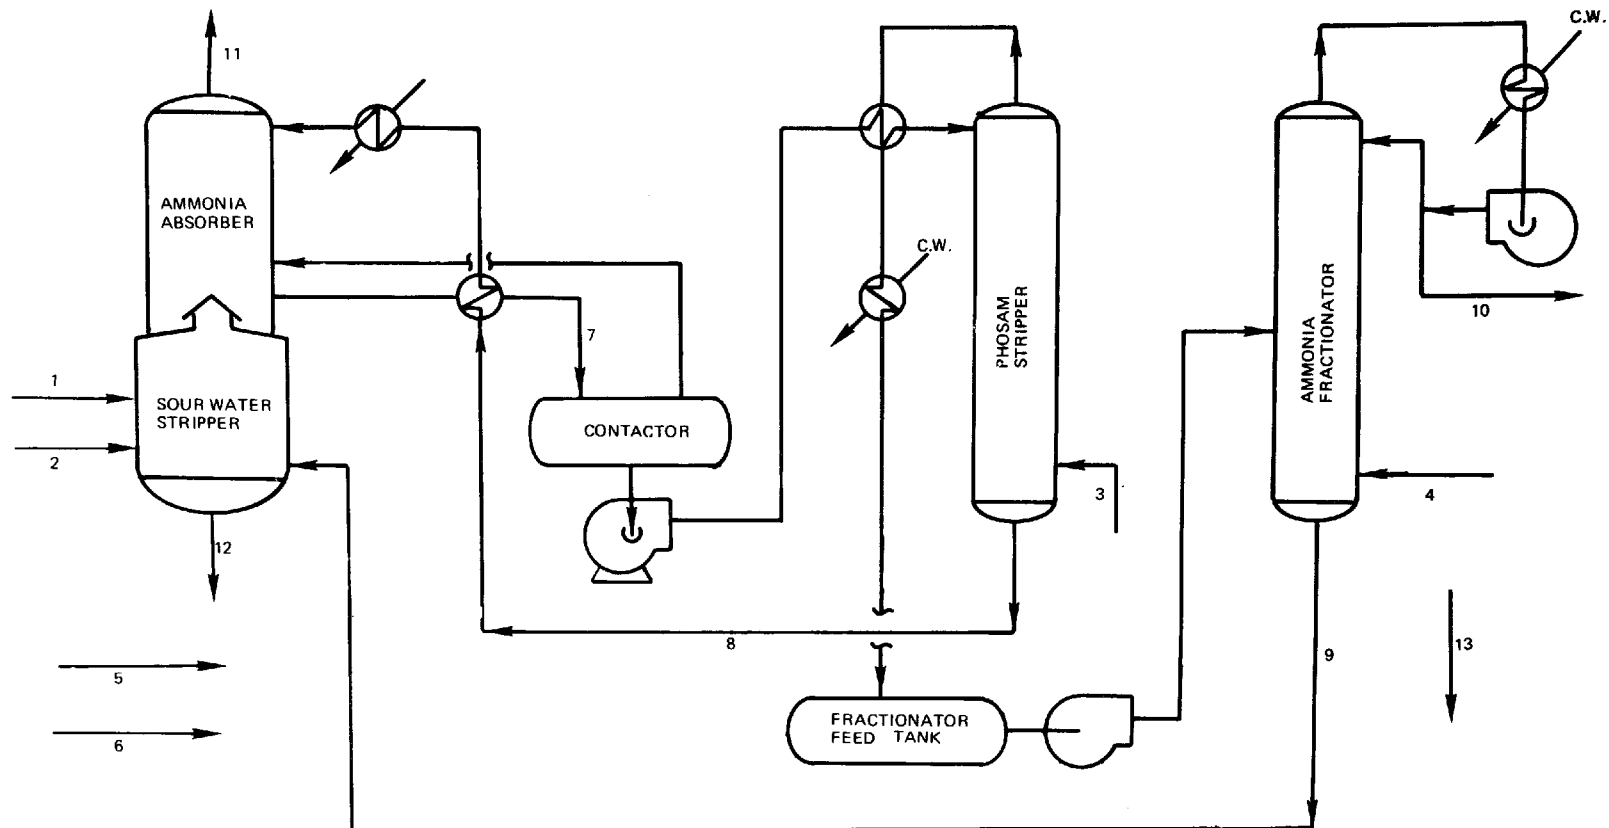 C.W.
11
AMMONIA
ABSORBER
C.W.
10
7
PHOSAM
STRIPPER
AMMONIA
FRACTIONATOR
1
SOUR WATER
STRIPPER
2
CONTACTOR
3
4
12
8
9
13
5
6
FRACTIONATOR
FEED TANK